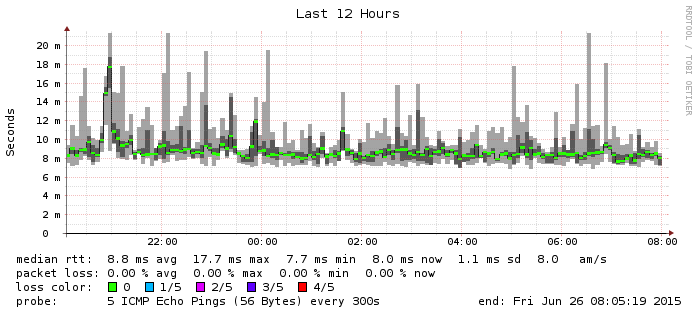 Last 12 Hours
RRDTOOL / TOBI OETIKER
Seconds
20 m
18 m
16 m
14 m
12 m
10 m
8 m
6 m
4 m
2 m
0
22:00 00:00 02:00 04:00 06:00 08:00
median rtt: 8.8 ms avg 17.7 ms max 7.7 ms min 8.0 ms now 1.1 ms sd 8.0 am/s
packet loss: 0.00 % avg 0.00 % max 0.00 % min 0.00 % now
loss color: 0 1/5 2/5 3/5 4/5
probe: 5 ICMP Echo Pings (56 Bytes) every 300s end: Fri Jun 26 08:05:19 2015